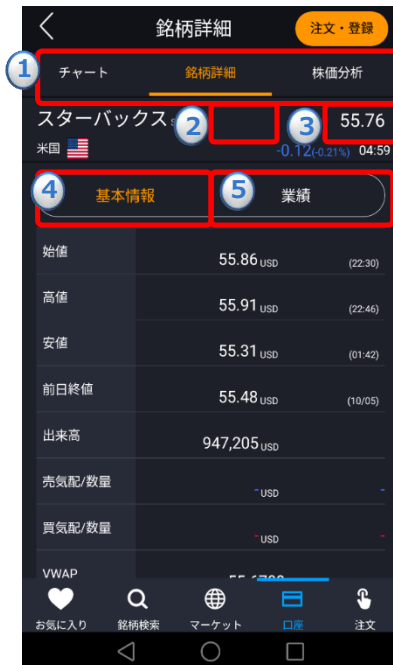 銘柄詳細 注文・登録
1 チャート 銘柄詳細 株価分析
スターバックス 2 3 55.76
米国 -0.12(-0.21%) 04:59
4 基本情報 5 業績
始値 55.86 USD (22:30)
高値 55.91 USD (22:46)
安値 55.31 USD (01:42)
前日終値 55.48 USD (10/05)
出来高 947,205 USD
売気配/数量 - USD -
買気配/数量 - USD -
VWAP
お気に入り 銘柄検索 マーケット 口座 注文